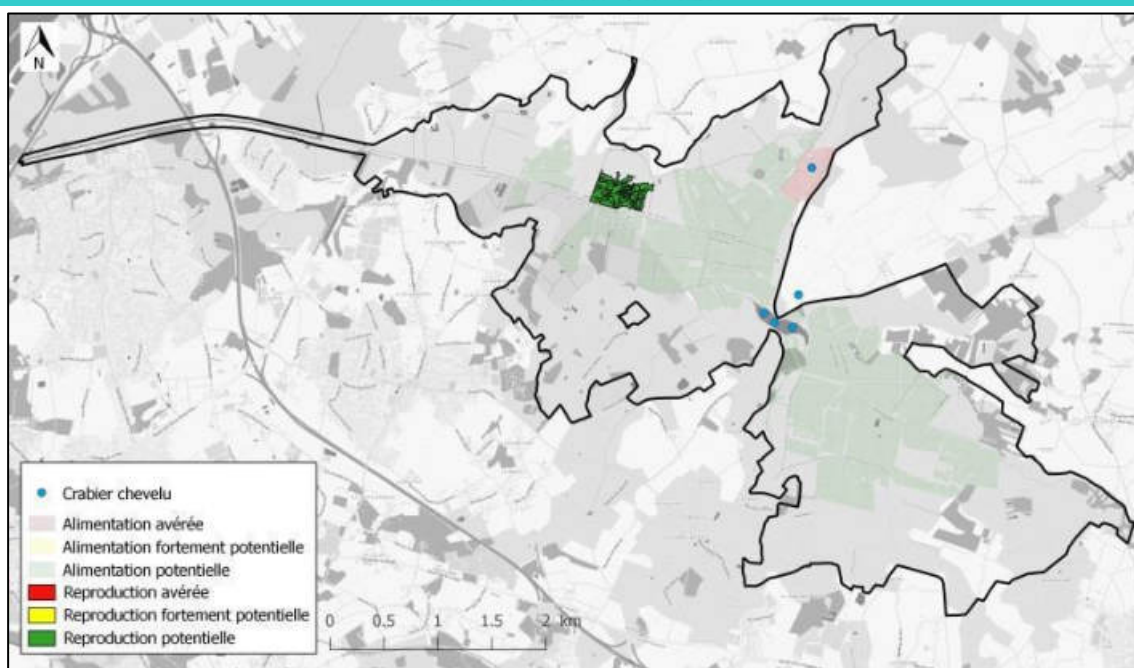 N
Crabier chevelu
Alimentation avérée
Alimentation fortement potentielle
Alimentation potentielle
Reproduction avérée
Reproduction fortement potentielle
Reproduction potentielle
0 0.5 1 1.5 2 km